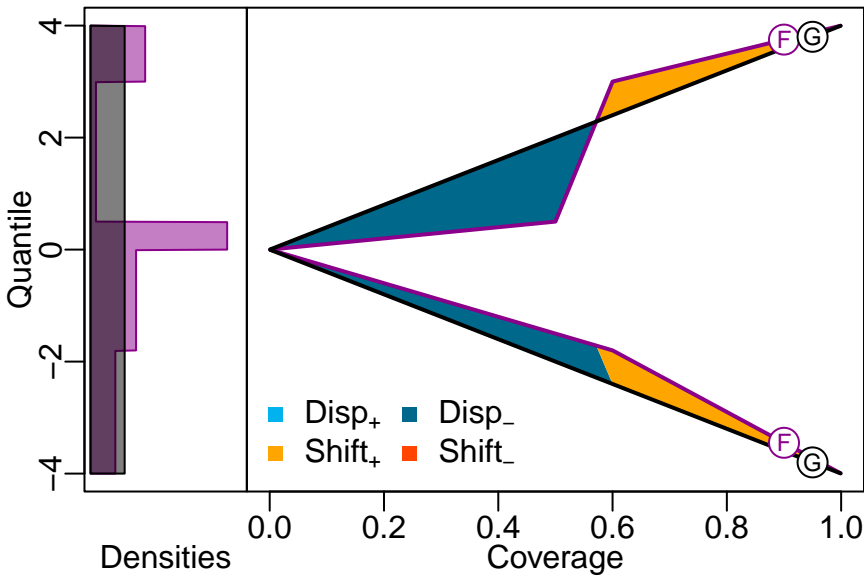 4
2
0
−2
−4
Quantile
F
G
F
G
Disp₊ Disp₋
Shift₊ Shift₋
0.0 0.2 0.4 0.6 0.8 1.0
Densities Coverage